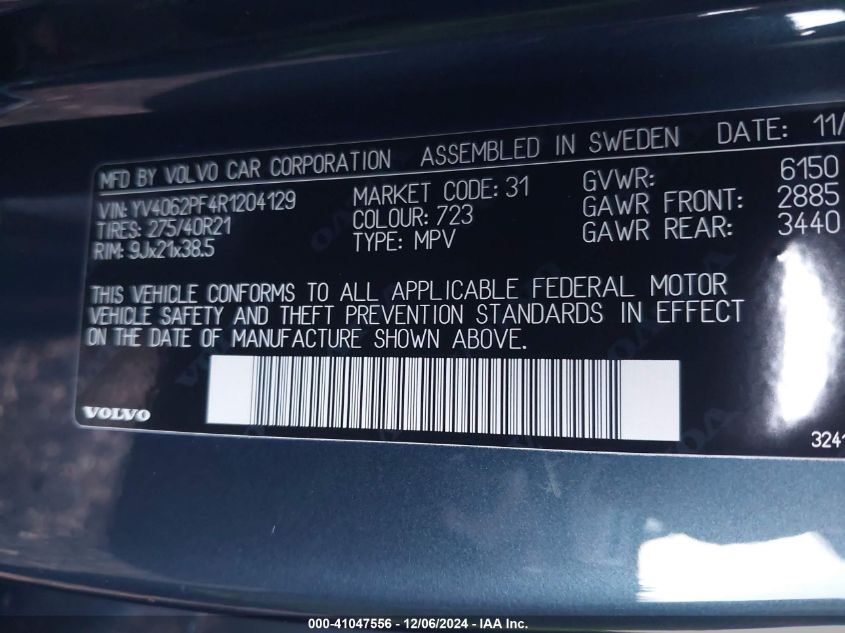 MFD BY VOLVO CAR CORPORATION ASSEMBLED IN SWEDEN DATE: 11/
VIN: YV4062PF4R1204129 MARKET CODE: 31 GVWR: 6150
TIRES: 275/40R21 COLOUR: 723 GAWR FRONT: 2885
RIM: 9Jx21x38.5 TYPE: MPV GAWR REAR: 3440
THIS VEHICLE CONFORMS TO ALL APPLICABLE FEDERAL MOTOR
VEHICLE SAFETY AND THEFT PREVENTION STANDARDS IN EFFECT
ON THE DATE OF MANUFACTURE SHOWN ABOVE.
VOLVO
3241
000-41047556 - 12/06/2024 - IAA Inc.